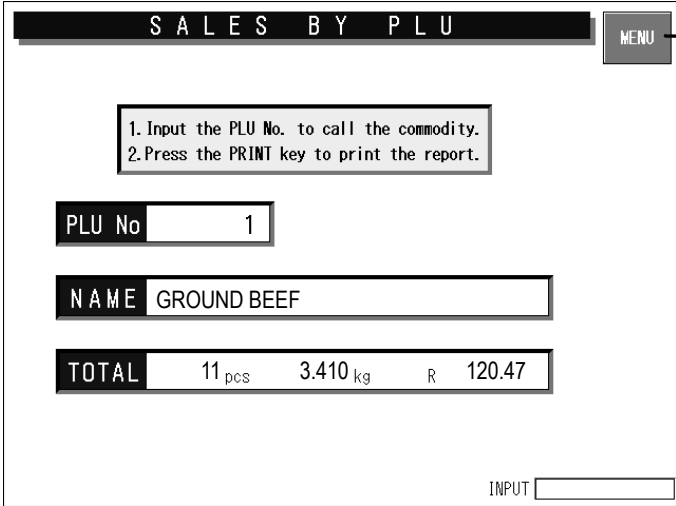 SALES BY PLU
MENU
1. Input the PLU No. to call the commodity.
2. Press the PRINT key to print the report.
PLU No 1
NAME GROUND BEEF
TOTAL 11 pcs 3.410 kg R 120.47
INPUT